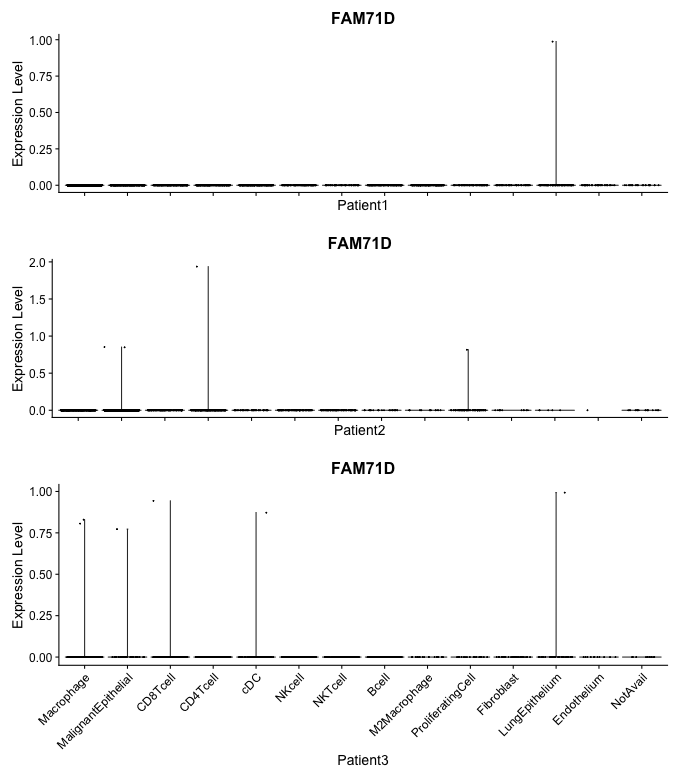 FAM71D
Expression Level
1.00
0.75
0.50
0.25
0.00
Patient1
FAM71D
Expression Level
2.0
1.5
1.0
0.5
0.0
Patient2
FAM71D
Expression Level
1.00
0.75
0.50
0.25
0.00
Macrophage
MalignantEpithelial
CD8Tcell
CD4Tcell
cDC
NKcell
NKTcell
Bcell
M2Macrophage
ProliferatingCell
Fibroblast
LungEpithelium
Endothelium
NotAvail
Patient3